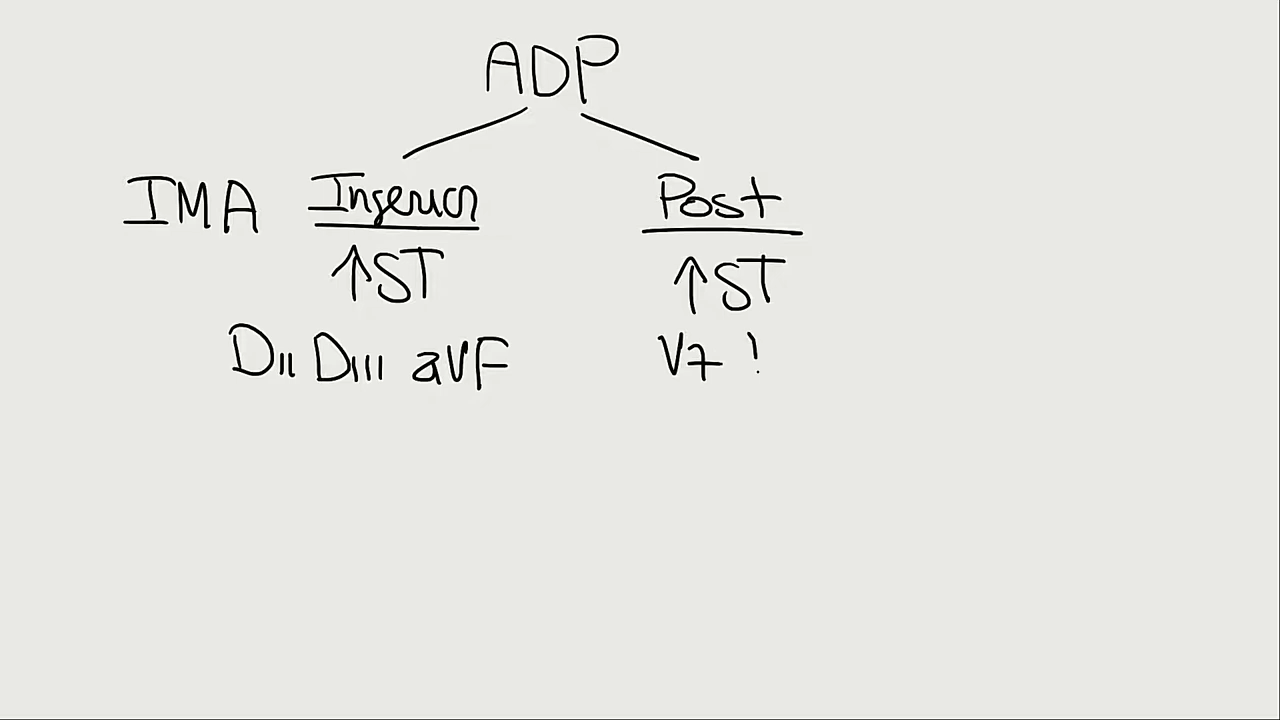 ADP
IMA Inferior Post
↑ST ↑ST
DII DIII aVF V7 !